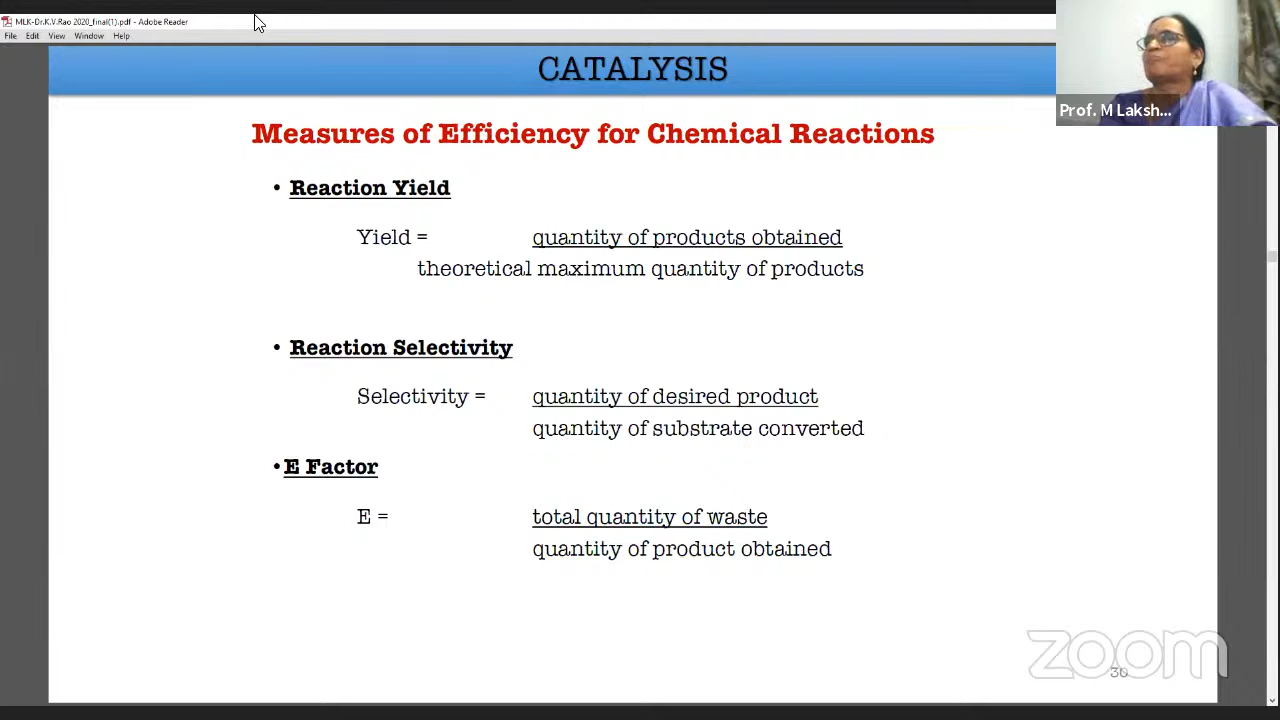 MLK-Dr.K.V.Rao 2020_final(1).pdf - Adobe Reader
File Edit View Window Help
CATALYSIS
Prof. M Laksh...
Measures of Efficiency for Chemical Reactions
• Reaction Yield
Yield = quantity of products obtained
theoretical maximum quantity of products
• Reaction Selectivity
Selectivity = quantity of desired product
quantity of substrate converted
• E Factor
E = total quantity of waste
quantity of product obtained
zoom
30